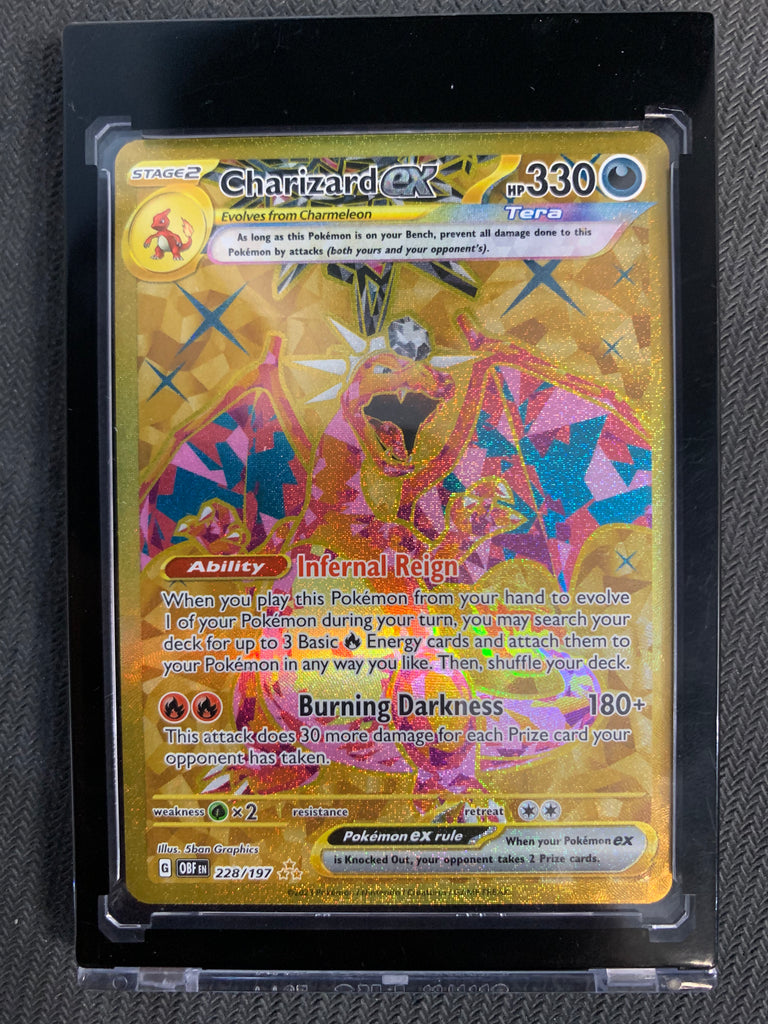 STAGE2 Charizard ex HP 330
Evolves from Charmeleon Tera
As long as this Pokémon is on your Bench, prevent all damage done to this
Pokémon by attacks (both yours and your opponent's).
Ability Infernal Reign
When you play this Pokémon from your hand to evolve
1 of your Pokémon during your turn, you may search your
deck for up to 3 Basic Energy cards and attach them to
your Pokémon in any way you like. Then, shuffle your deck.
Burning Darkness 180+
This attack does 30 more damage for each Prize card your
opponent has taken.
weakness ×2 resistance retreat
Pokémon ex rule When your Pokémon ex
is Knocked Out, your opponent takes 2 Prize cards.
Illus. 5ban Graphics
G OBF EN 228/197